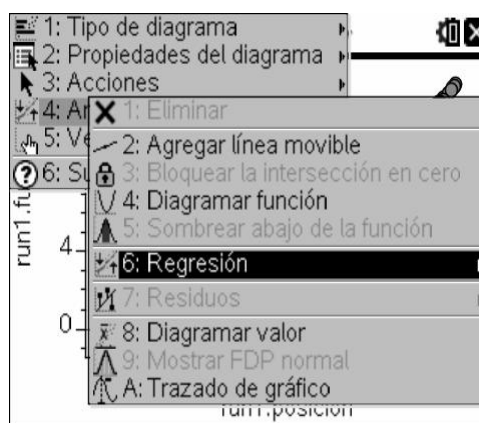 1: Tipo de diagrama
2: Propiedades del diagrama
3: Acciones
4: Ar
1: Eliminar
5: Ve
2: Agregar línea movible
3: Bloquear la intersección en cero
6: Su
4: Diagramar función
5: Sombrear abajo de la función
run1.fu
4
6: Regresión
7: Residuos
0
8: Diagramar valor
9: Mostrar FDP normal
A: Trazado de gráfico
run1.posición